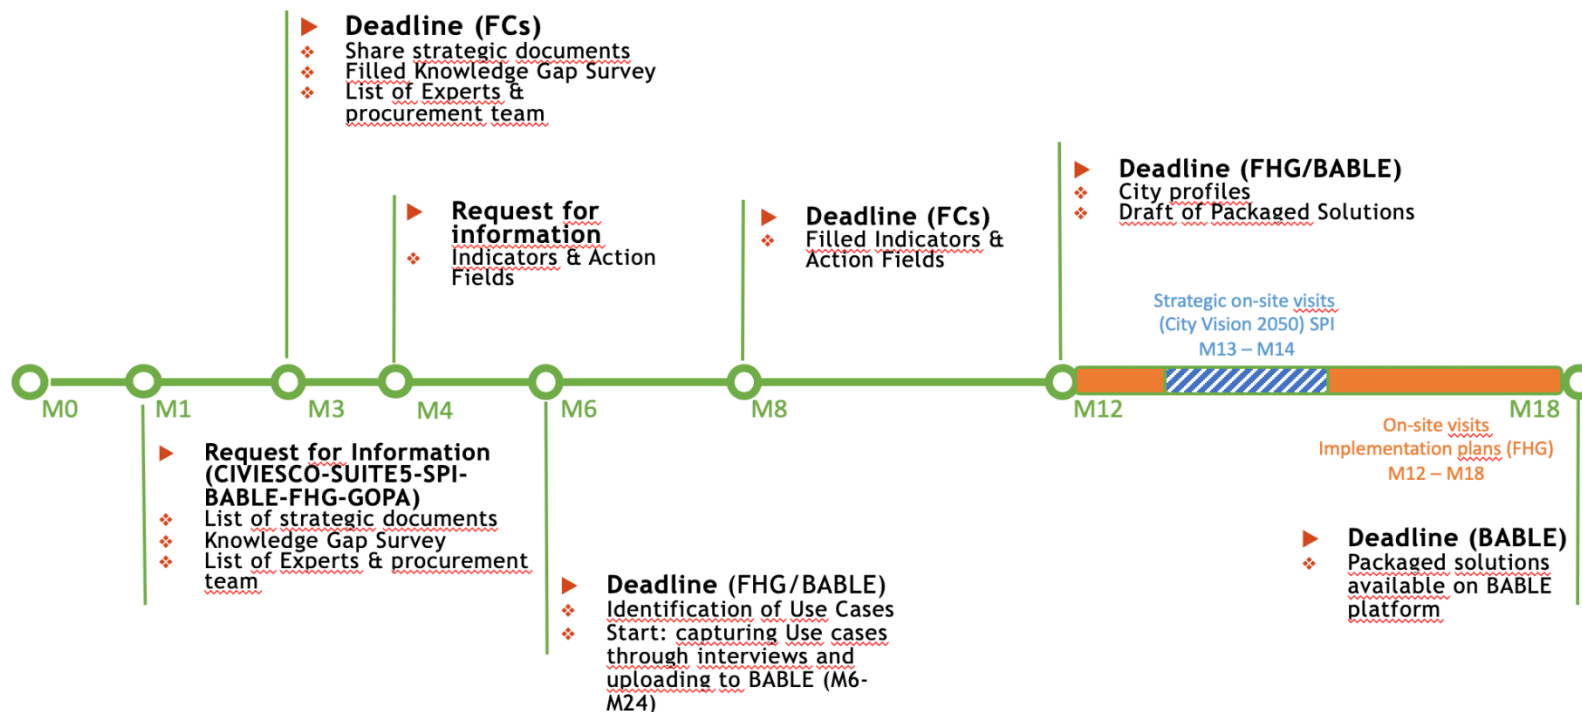 Deadline (FCs)
Share strategic documents
Filled Knowledge Gap Survey
List of Experts &
procurement team
Request for
information
Indicators & Action
Fields
Deadline (FCs)
Filled Indicators &
Action Fields
Deadline (FHG/BABLE)
City profiles
Draft of Packaged Solutions
Strategic on-site visits
(City Vision 2050) SPI
M13 – M14
M0
M1
M3
M4
M6
M8
M12
M18
Request for Information
(CIVIESCO-SUITE5-SPI-
BABLE-FHG-GOPA)
List of strategic documents
Knowledge Gap Survey
List of Experts & procurement
team
Deadline (FHG/BABLE)
Identification of Use Cases
Start: capturing Use cases
through interviews and
uploading to BABLE (M6-
M24)
On-site visits
Implementation plans (FHG)
M12 – M18
Deadline (BABLE)
Packaged solutions
available on BABLE
platform